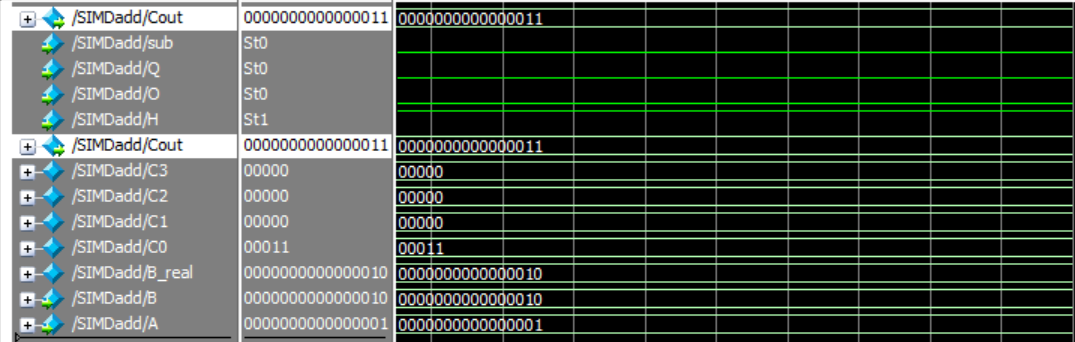 /SIMDadd/Cout 0000000000000011 0000000000000011
/SIMDadd/sub St0
/SIMDadd/Q St0
/SIMDadd/O St0
/SIMDadd/H St1
/SIMDadd/Cout 0000000000000011 0000000000000011
/SIMDadd/C3 00000 00000
/SIMDadd/C2 00000 00000
/SIMDadd/C1 00000 00000
/SIMDadd/C0 00011 00011
/SIMDadd/B_real 0000000000000010 0000000000000010
/SIMDadd/B 0000000000000010 0000000000000010
/SIMDadd/A 0000000000000001 0000000000000001